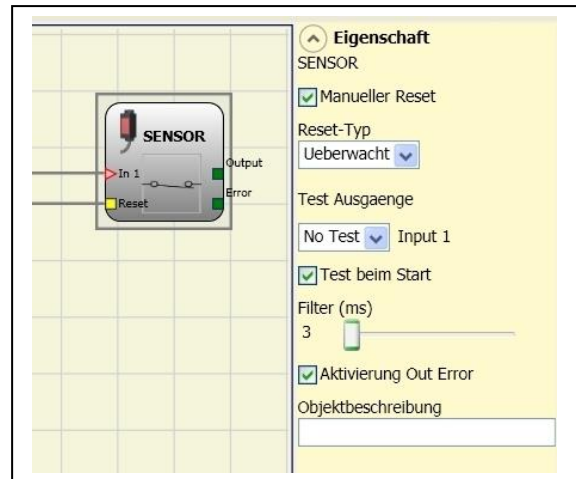 SENSOR
In 1
Reset
Output
Error
Eigenschaft
SENSOR
Manueller Reset
Reset-Typ
Ueberwacht
Test Ausgaenge
No Test Input 1
Test beim Start
Filter (ms)
3
Aktivierung Out Error
Objektbeschreibung